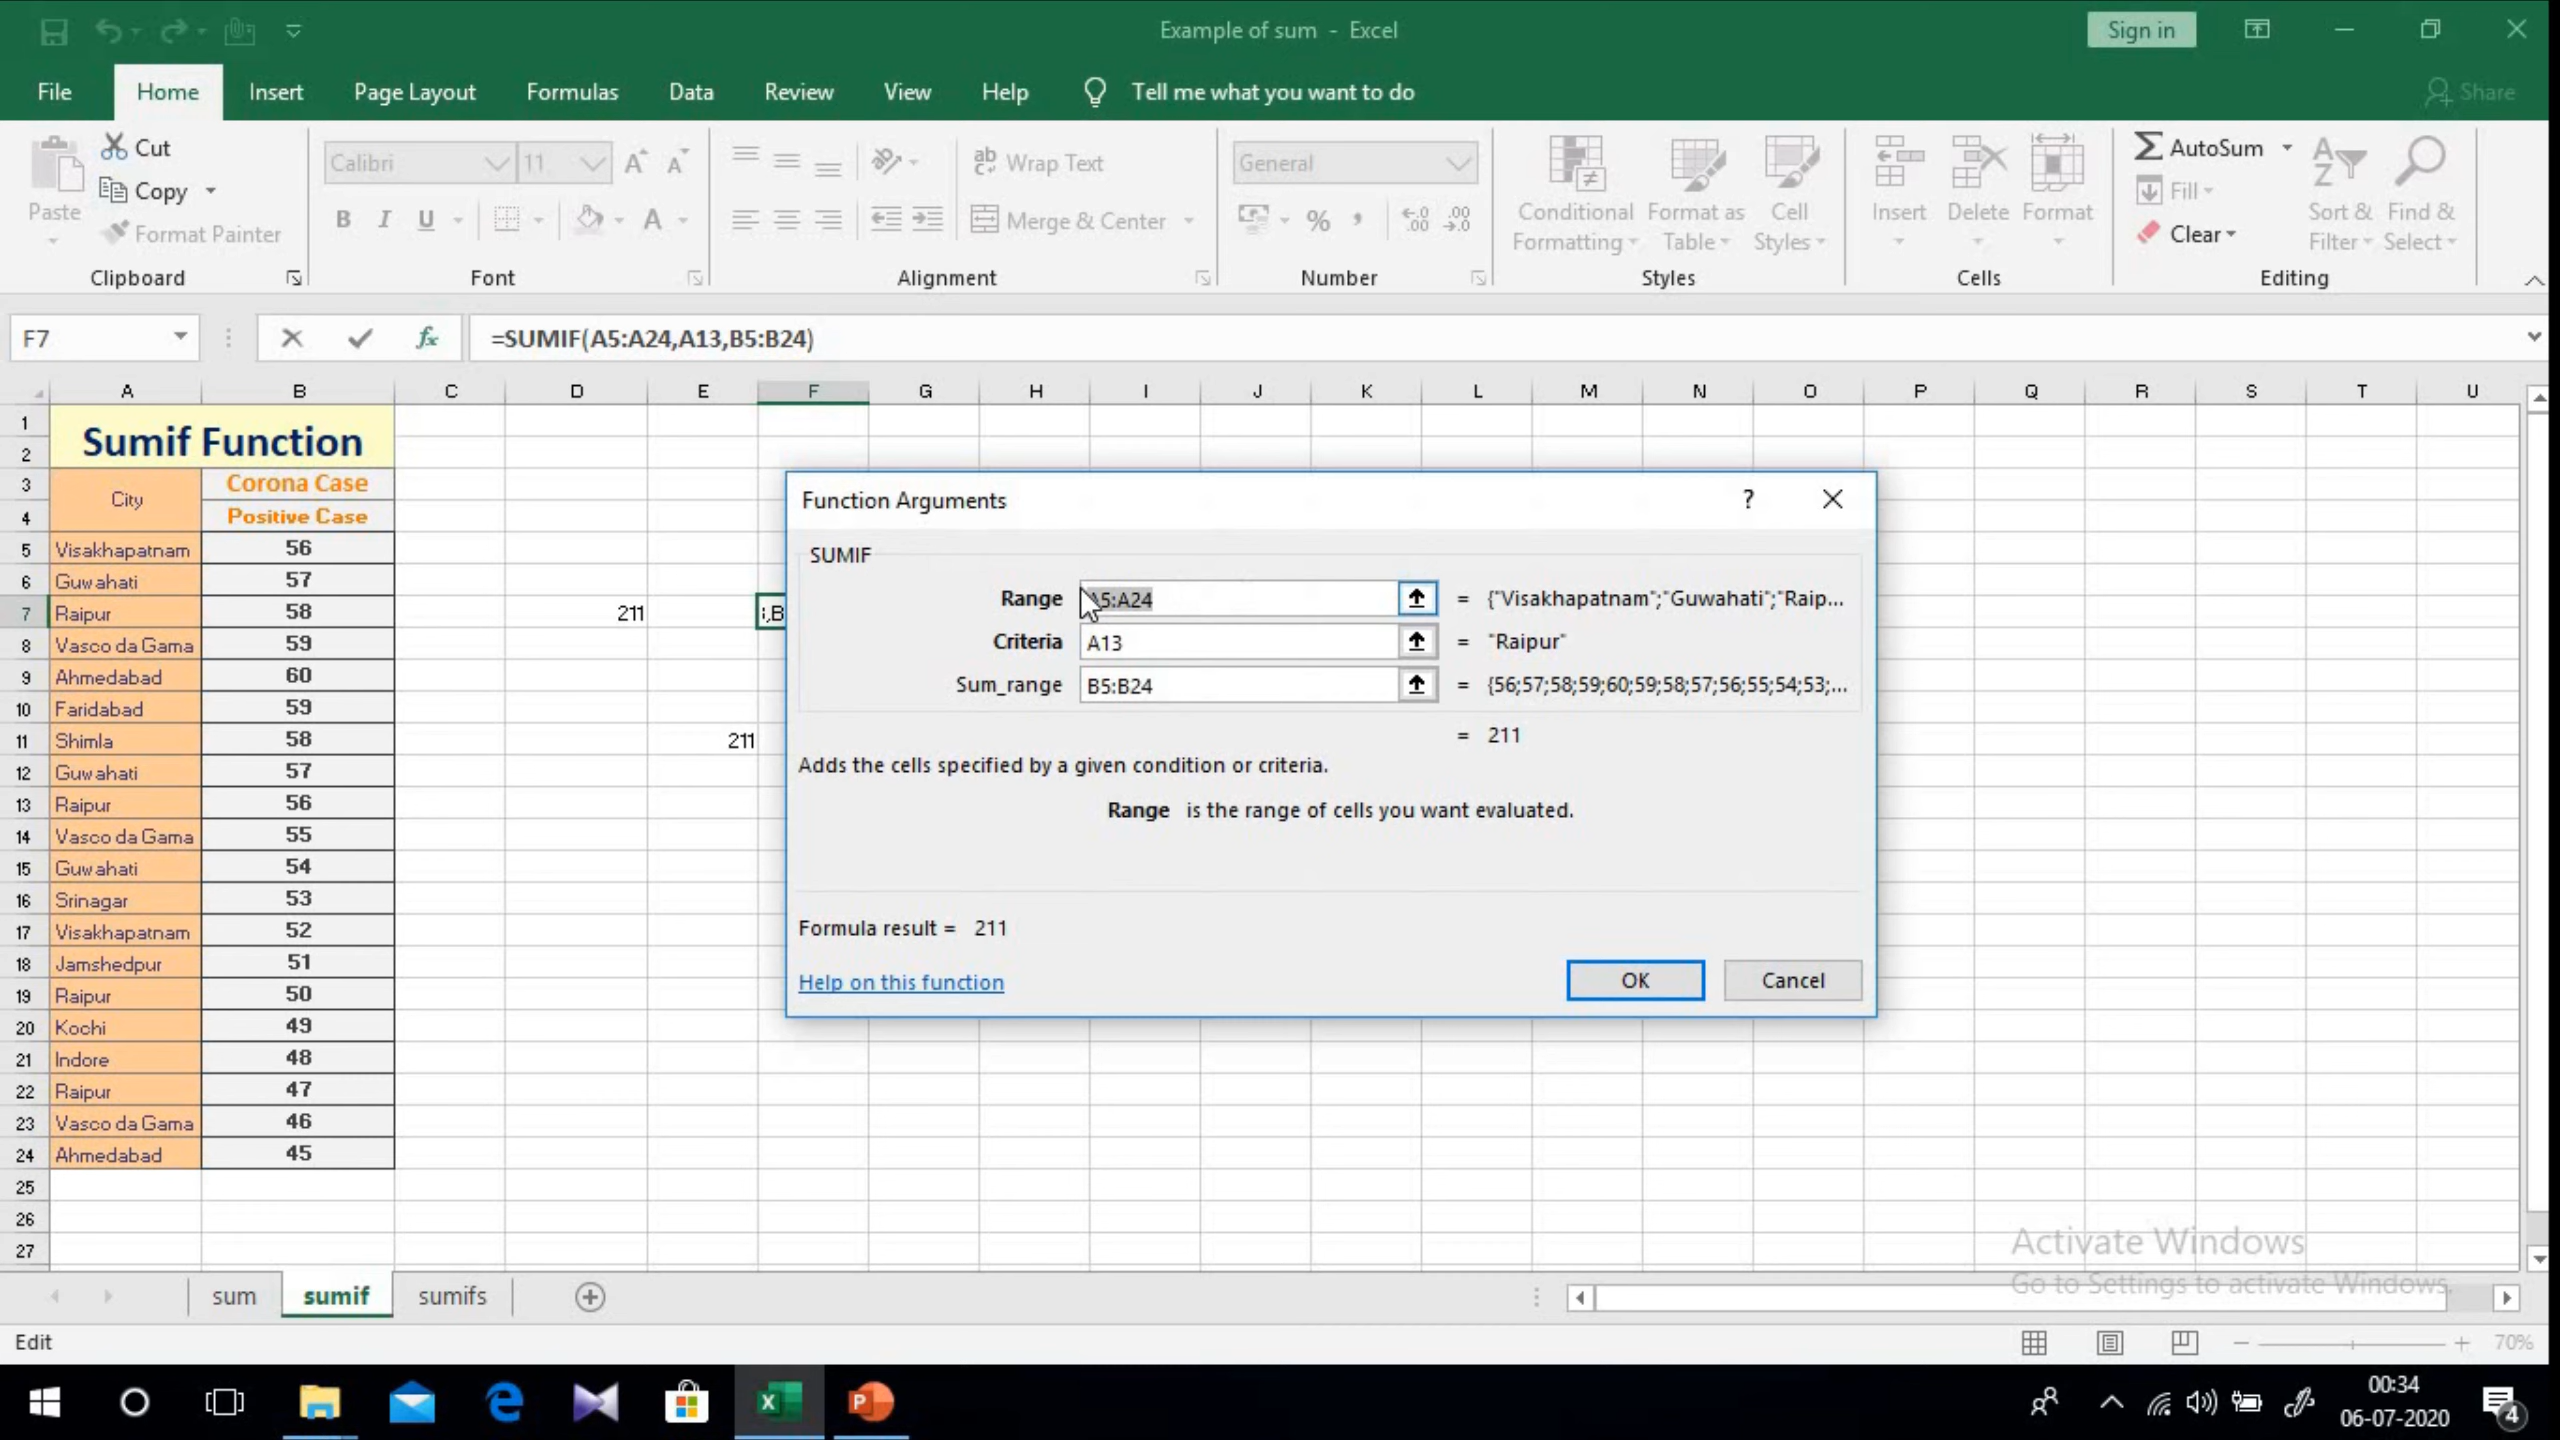 Example of sum - Excel
Sign in
File Home Insert Page Layout Formulas Data Review View Help Tell me what you want to do
Share
Paste
Cut
Copy
Format Painter
Clipboard
Calibri 11
B I U
Font
Wrap Text
Merge & Center
Alignment
General
Number
Conditional Formatting
Format as Table
Cell Styles
Styles
Insert Delete Format
Cells
AutoSum
Fill
Clear
Sort & Filter
Find & Select
Editing
F7
fx
=SUMIF(A5:A24,A13,B5:B24)
A B C D E F G H I J K L M N O P Q R S T U
1
2
Sumif Function
3
4
City
Corona Case
Positive Case
5 Visakhapatnam 56
6 Guwahati 57
7 Raipur 58 211 ;,B
8 Vasco da Gama 59
9 Ahmedabad 60
10 Faridabad 59
11 Shimla 58 211
12 Guwahati 57
13 Raipur 56
14 Vasco da Gama 55
15 Guwahati 54
16 Srinagar 53
17 Visakhapatnam 52
18 Jamshedpur 51
19 Raipur 50
20 Kochi 49
21 Indore 48
22 Raipur 47
23 Vasco da Gama 46
24 Ahmedabad 45
25
26
27
Function Arguments
?
SUMIF
Range A5:A24 = {"Visakhapatnam";"Guwahati";"Raip...
Criteria A13 = "Raipur"
Sum_range B5:B24 = {56;57;58;59;60;59;58;57;56;55;54;53;...
= 211
Adds the cells specified by a given condition or criteria.
Range is the range of cells you want evaluated.
Formula result = 211
Help on this function
OK
Cancel
Activate Windows
Go to Settings to activate Windows.
sum sumif sumifs
Edit
70%
00:34
06-07-2020
4